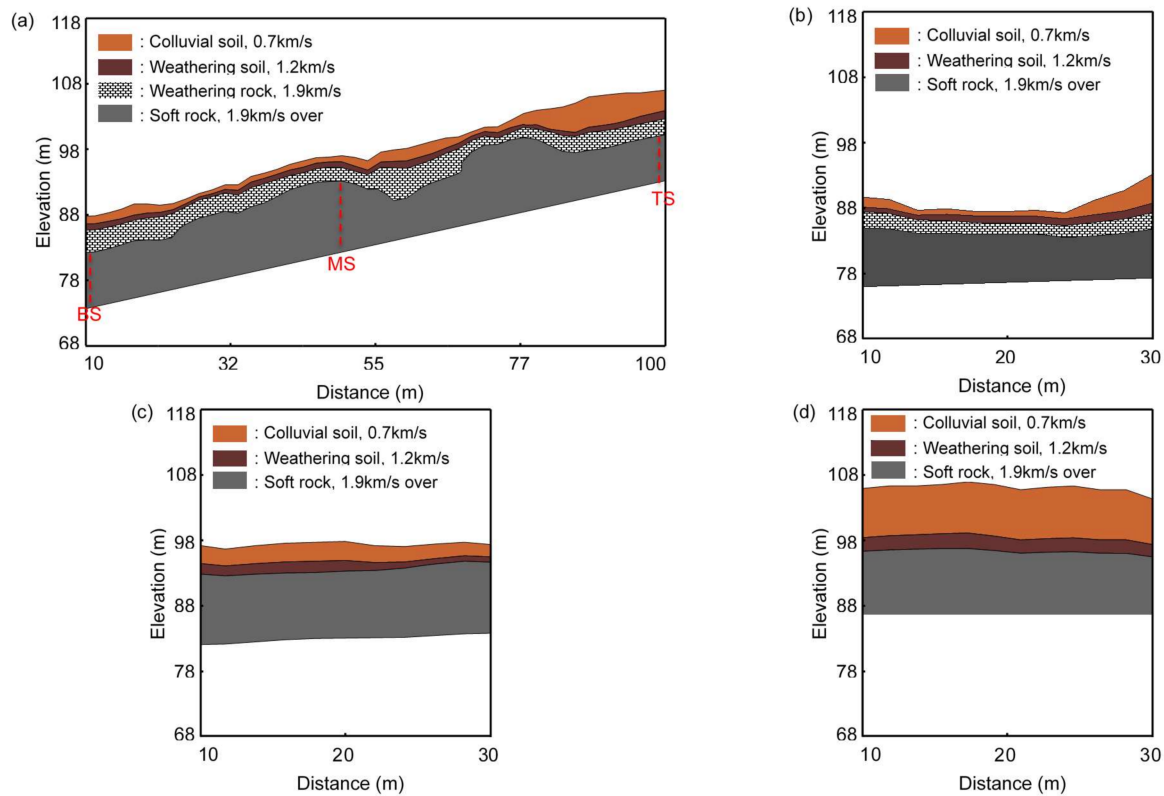 (a)
118
108
98
88
78
68
Elevation (m)
: Colluvial soil, 0.7km/s
: Weathering soil, 1.2km/s
: Weathering rock, 1.9km/s
: Soft rock, 1.9km/s over
BS
MS
TS
10 32 55 77 100
Distance (m)
(b)
118
108
98
88
78
68
Elevation (m)
: Colluvial soil, 0.7km/s
: Weathering soil, 1.2km/s
: Weathering rock, 1.9km/s
: Soft rock, 1.9km/s over
10 20 30
Distance (m)
(c)
118
108
98
88
78
68
Elevation (m)
: Colluvial soil, 0.7km/s
: Weathering soil, 1.2km/s
: Soft rock, 1.9km/s over
10 20 30
Distance (m)
(d)
118
108
98
88
78
68
Elevation (m)
: Colluvial soil, 0.7km/s
: Weathering soil, 1.2km/s
: Soft rock, 1.9km/s over
10 20 30
Distance (m)